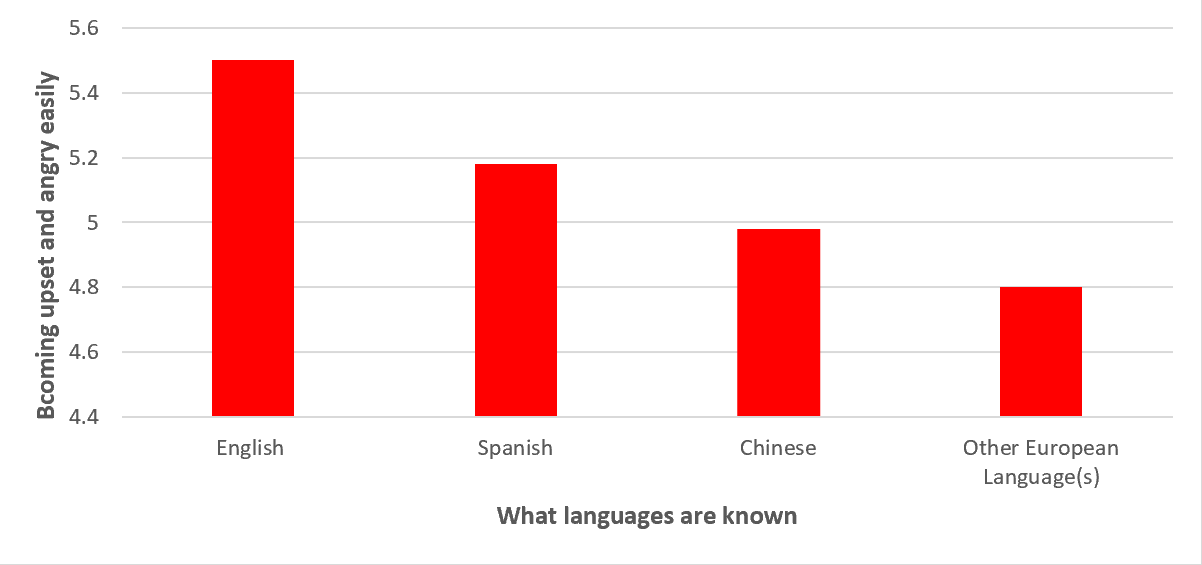 5.6
5.4
5.2
5
4.8
4.6
4.4
Bcoming upset and angry easily
English
Spanish
Chinese
Other European
Language(s)
What languages are known